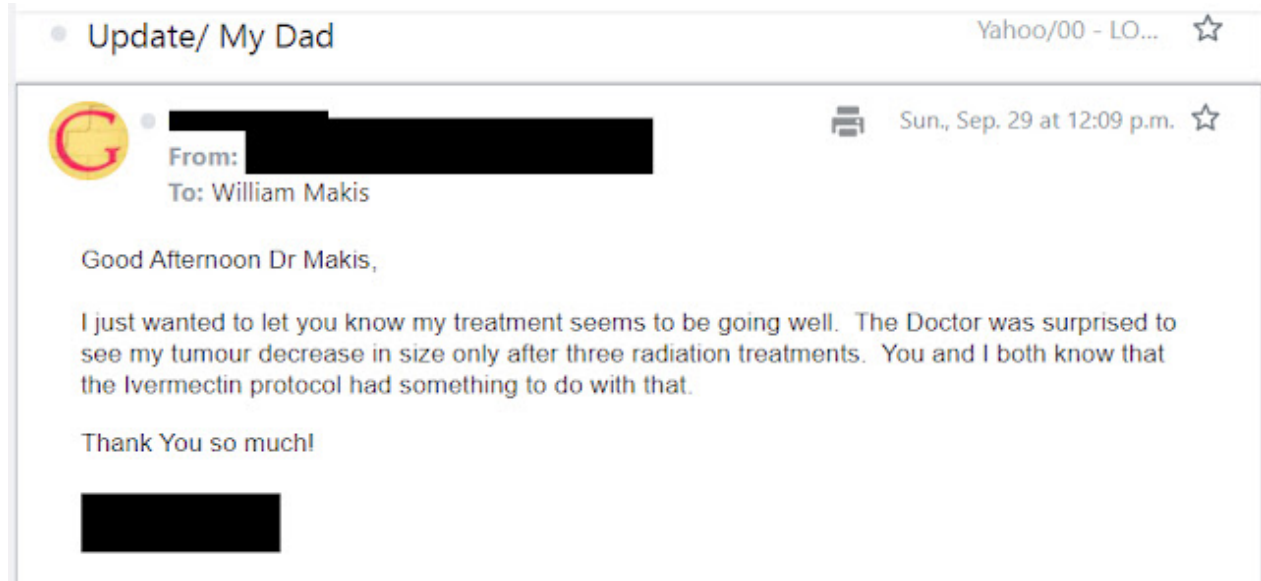 Update/ My Dad
Yahoo/00 - LO...
G
Sun., Sep. 29 at 12:09 p.m.
From:
To: William Makis
Good Afternoon Dr Makis,
I just wanted to let you know my treatment seems to be going well. The Doctor was surprised to
see my tumour decrease in size only after three radiation treatments. You and I both know that
the Ivermectin protocol had something to do with that.
Thank You so much!